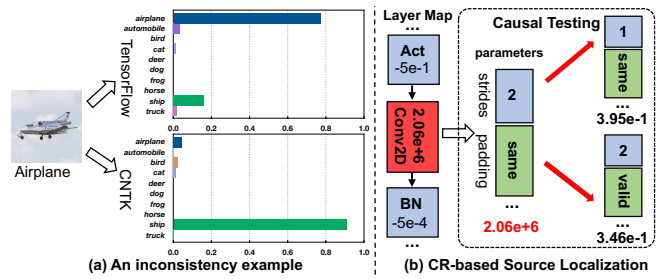 Airplane
TensorFlow
airplane
automobile
bird
cat
deer
dog
frog
horse
ship
truck
0.0 0.2 0.4 0.6 0.8 1.0
CNTK
airplane
automobile
bird
cat
deer
dog
frog
horse
ship
truck
0.0 0.2 0.4 0.6 0.8 1.0
(a) An inconsistency example
Layer Map
...
Act
-5e-1
2.06e+6
Conv2D
BN
-5e-4
...
Causal Testing
parameters
strides
2
padding
same
...
2.06e+6
1
same
...
3.95e-1
2
valid
...
3.46e-1
(b) CR-based Source Localization